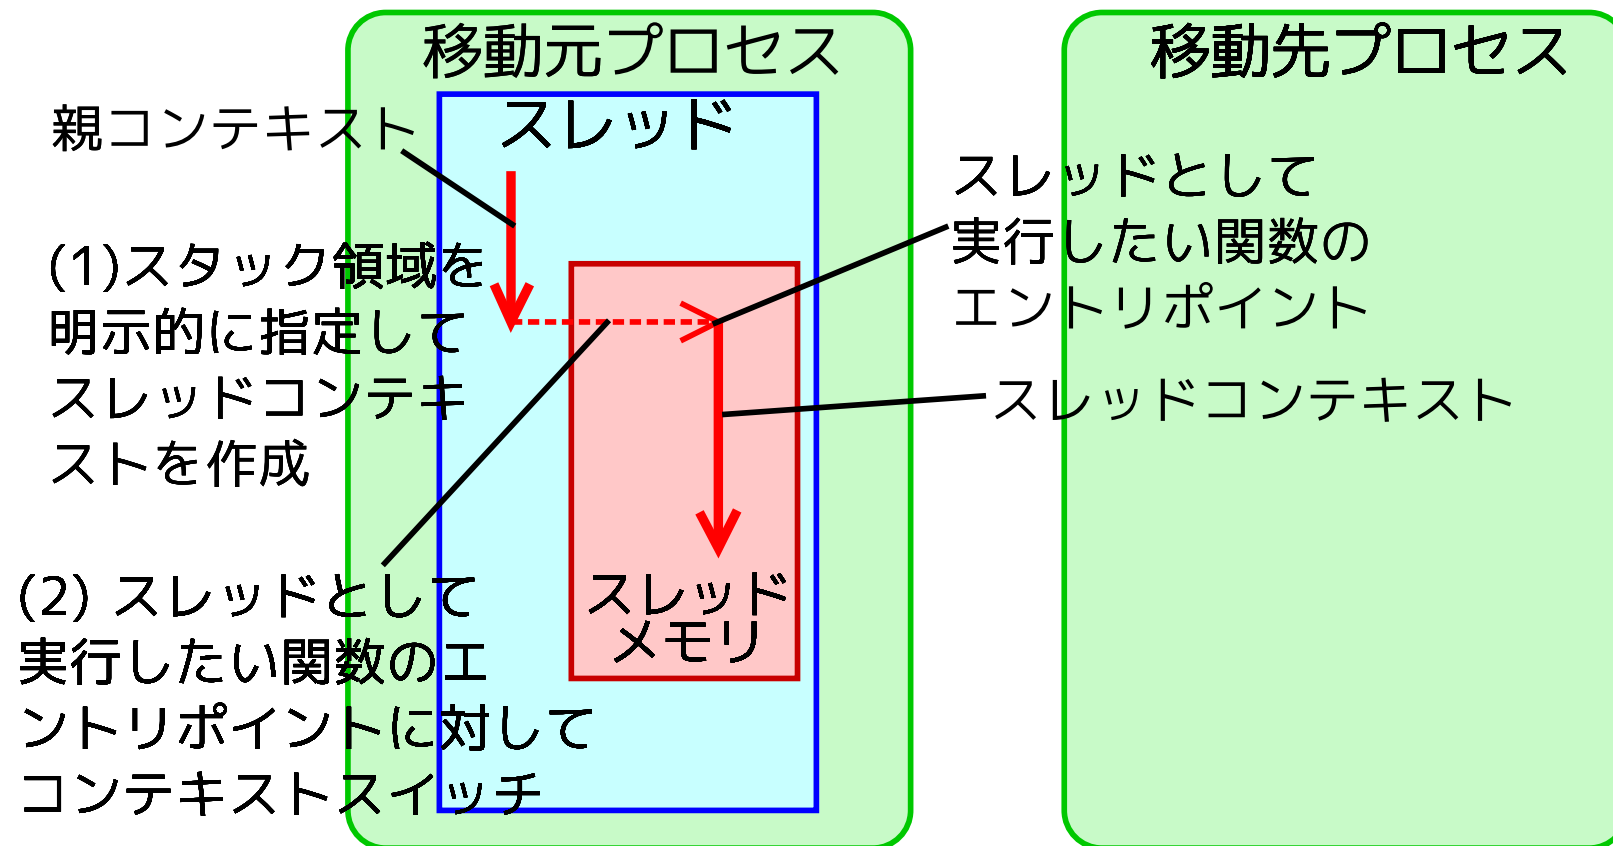 移動元プロセス
移動先プロセス
親コンテキスト
スレッド
スレッドとして
実行したい関数の
エントリポイント
(1)スタック領域を
明示的に指定して
スレッドコンテキ
ストを作成
スレッドコンテキスト
(2) スレッドとして
実行したい関数のエ
ントリポイントに対して
コンテキストスイッチ
スレッド
メモリ